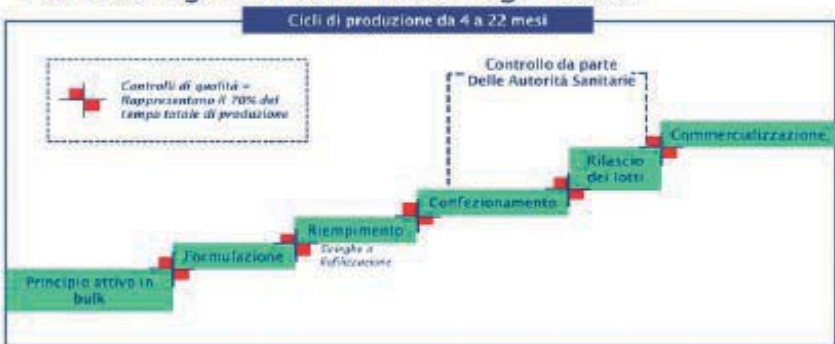 Cicli di produzione da 4 a 22 mesi
Controlli di qualità =
Rappresentano il 70% del
tempo totale di produzione
Controllo da parte
Delle Autorità Sanitarie
Commercializzazione
Rilascio
dei lotti
Confezionamento
Riempimento
Siringhe o
liofilizzazione
Formulazione
Principio attivo in
bulk